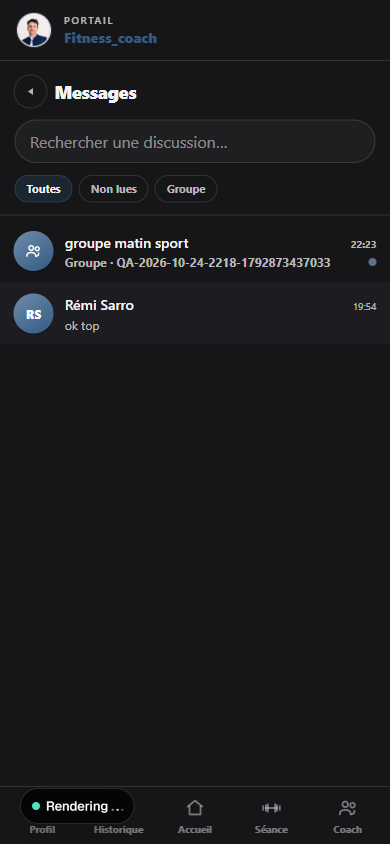 PORTAIL
Fitness_coach
Messages
Rechercher une discussion...
Toutes
Non lues
Groupe
groupe matin sport
22:23
Groupe · QA-2026-10-24-2218-1792873437033
RS
Rémi Sarro
19:54
ok top
Rendering ...
Profil
Historique
Accueil
Séance
Coach